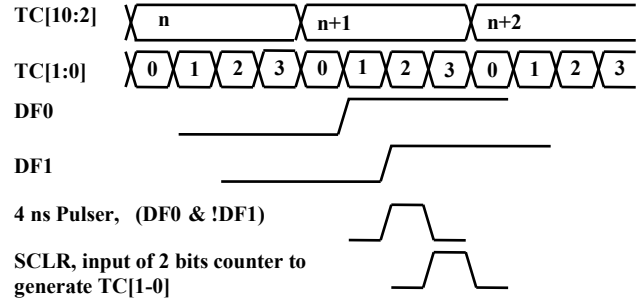 TC[10:2] n n+1 n+2
TC[1:0] 0 1 2 3 0 1 2 3 0 1 2 3
DF0
DF1
4 ns Pulser, (DF0 & !DF1)
SCLR, input of 2 bits counter to
generate TC[1-0]